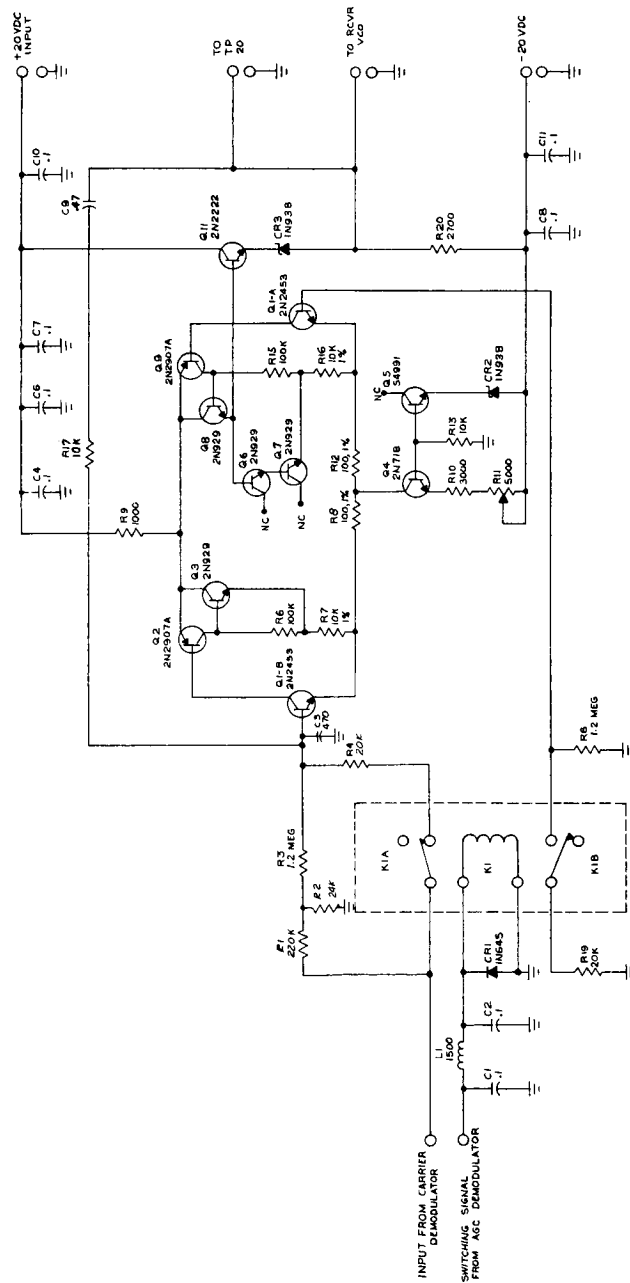 +20VDC
INPUT
TO
TP
20
TO RCVR
VCO
-20VDC
C10
.1
C9
.47
C11
.1
C8
.1
Q11
2N2222
CR3
1N938
R20
2700
Q1-A
2N2453
C7
.1
C6
.1
C4
.1
R17
10K
Q9
2N2907A
R15
100K
R16
10K
1%
Q8
2N929
Q6
2N929
Q7
2N929
NC
NC
NC
Q5
S4991
CR2
1N938
R12
100,1%
R8
100,1%
R13
10K
Q4
2N718
R10
3000
R11
5000
R9
1000
Q3
2N929
Q2
2N2907A
R6
100K
R7
10K
1%
Q1-B
2N2453
470
R4
20K
R3
1.2 MEG
R2
24K
R1
220K
1.2 MEG
K1A
K1
K1B
CR1
1N645
R19
20K
C2
.1
L1
1500
C1
.1
INPUT FROM CARRIER
DEMODULATOR
SWITCHING SIGNAL
FROM AGC DEMODULATOR